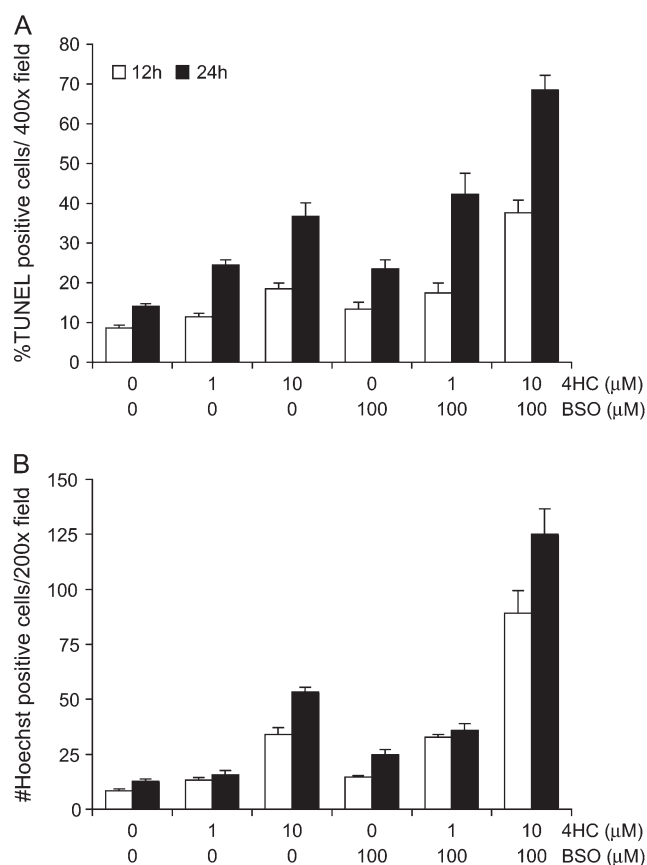 A
%TUNEL positive cells/ 400x field
80
70
60
50
40
30
20
10
0
12h 24h
0 1 10 0 1 10 4HC (μM)
0 0 0 100 100 100 BSO (μM)
B
#Hoechst positive cells/200x field
150
125
100
75
50
25
0
0 1 10 0 1 10 4HC (μM)
0 0 0 100 100 100 BSO (μM)